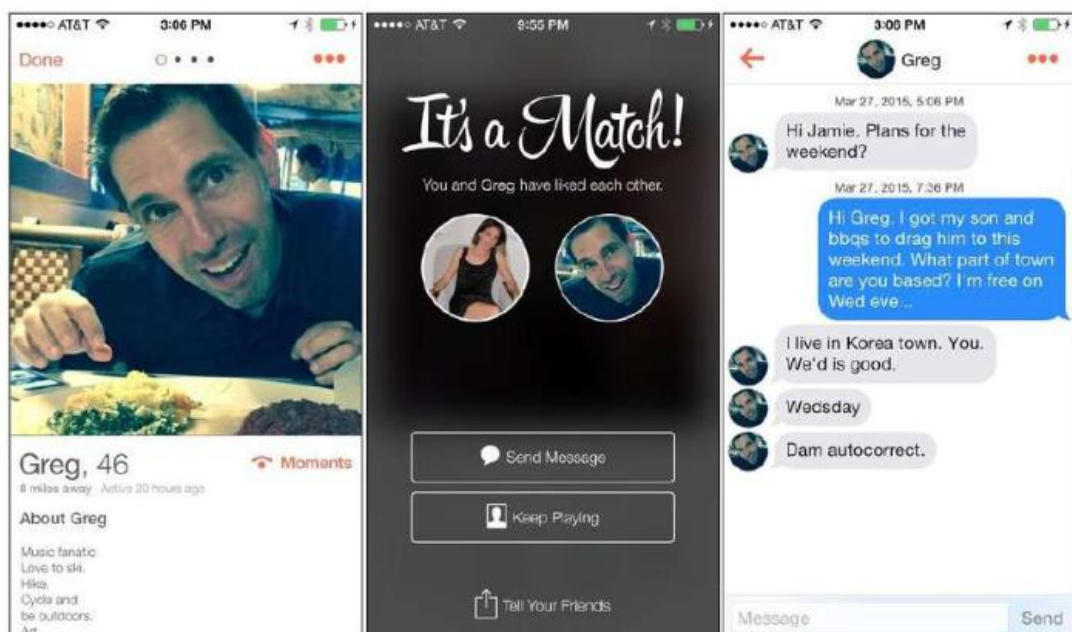 AT&T 3:06 PM
Done
Greg, 46
Moments
8 miles away Active 20 hours ago
About Greg
Music fanatic
Love to ski.
Hike.
Cycle and
be outdoors.
Art
AT&T 9:55 PM
It's a Match!
You and Greg have liked each other.
Send Message
Keep Playing
Tell Your Friends
AT&T 3:06 PM
Greg
Mar 27, 2015, 5:06 PM
Hi Jamie. Plans for the
weekend?
Mar 27, 2015, 7:36 PM
Hi Greg. I got my son and
bbqs to drag him to this
weekend. What part of town
are you based? I'm free on
Wed eve...
I live in Korea town. You.
We'd is good.
Wedsday
Dam autocorrect.
Message Send